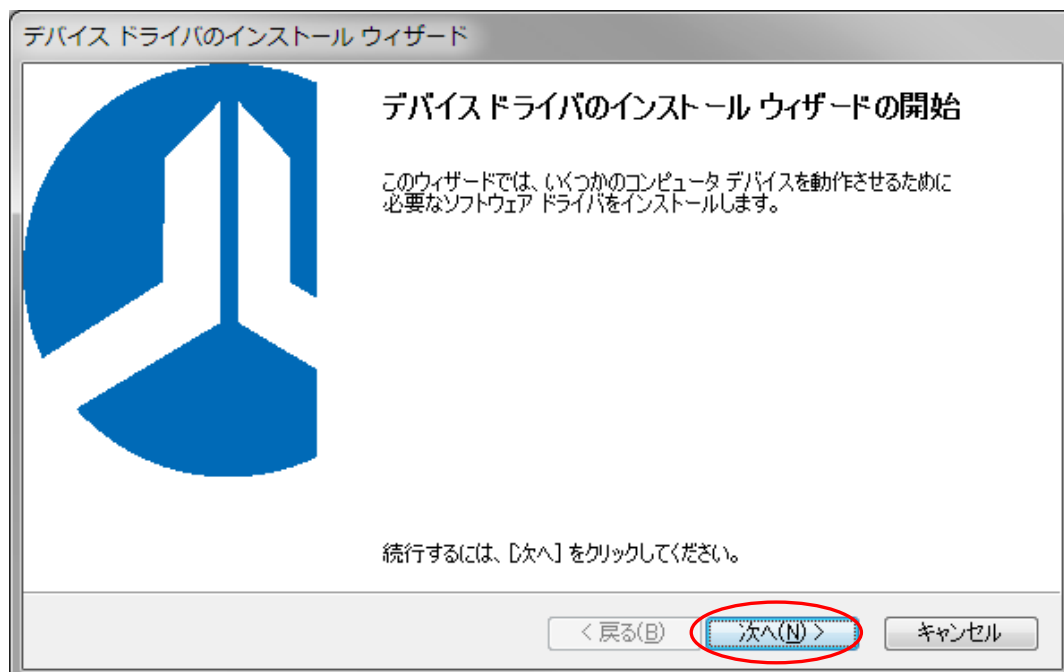 デバイス ドライバのインストール ウィザード
デバイス ドライバのインストール ウィザードの開始
このウィザードでは、いくつかのコンピュータ デバイスを動作させるために
必要なソフトウェア ドライバをインストールします。
続行するには、[次へ] をクリックしてください。
< 戻る(B) 次へ(N) > キャンセル